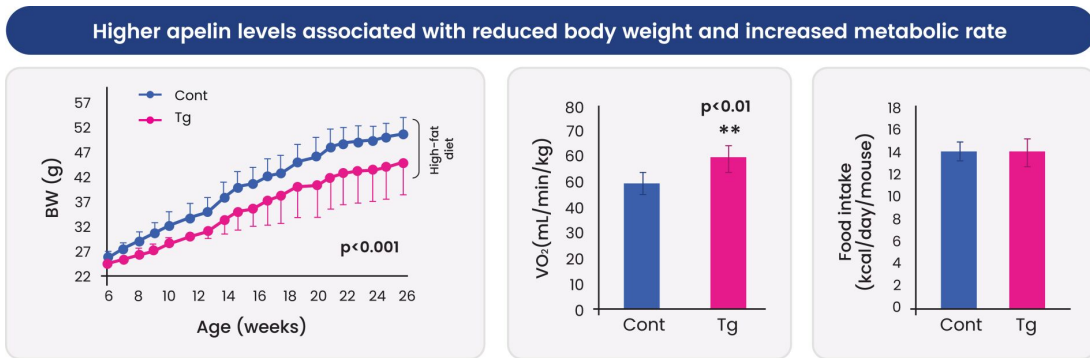 Higher apelin levels associated with reduced body weight and increased metabolic rate
Cont
Tg
BW (g)
57
52
47
42
37
32
27
22
High-fat
diet
p<0.001
6 8 10 12 14 16 18 20 22 24 26
Age (weeks)
VO₂(mL/min/kg)
80
70
60
60
40
30
20
10
0
p<0.01
**
Cont Tg
Food intake
(kcal/day/mouse)
18
16
14
12
10
8
6
4
2
0
Cont Tg